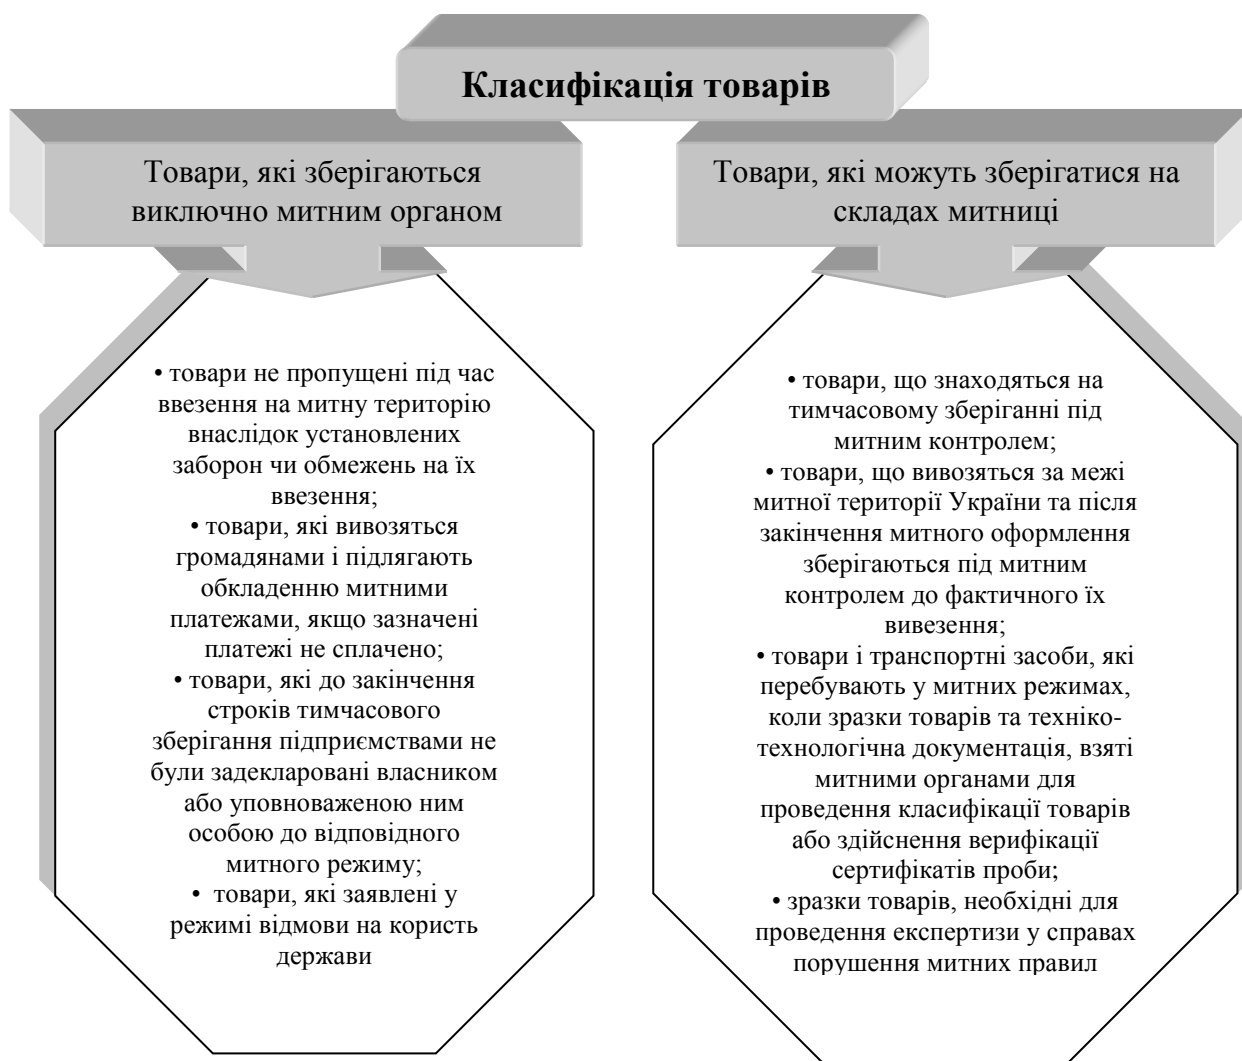 Класифікація товарів
Товари, які зберігаються
виключно митним органом
Товари, які можуть зберігатися на
складах митниці
• товари не пропущені під час
ввезення на митну територію
внаслідок установлених
заборон чи обмежень на їх
ввезення;
• товари, які вивозяться
громадянами і підлягають
обкладенню митними
платежами, якщо зазначені
платежі не сплачено;
• товари, які до закінчення
строків тимчасового
зберігання підприємствами не
були задекларовані власником
або уповноваженою ним
особою до відповідного
митного режиму;
• товари, які заявлені у
режимі відмови на користь
держави
• товари, що знаходяться на
тимчасовому зберіганні під
митним контролем;
• товари, що вивозяться за межі
митної території України та після
закінчення митного оформлення
зберігаються під митним
контролем до фактичного їх
вивезення;
• товари і транспортні засоби, які
перебувають у митних режимах,
коли зразки товарів та техніко-
технологічна документація, взяті
митними органами для
проведення класифікації товарів
або здійснення верифікації
сертифікатів проби;
• зразки товарів, необхідні для
проведення експертизи у справах
порушення митних правил